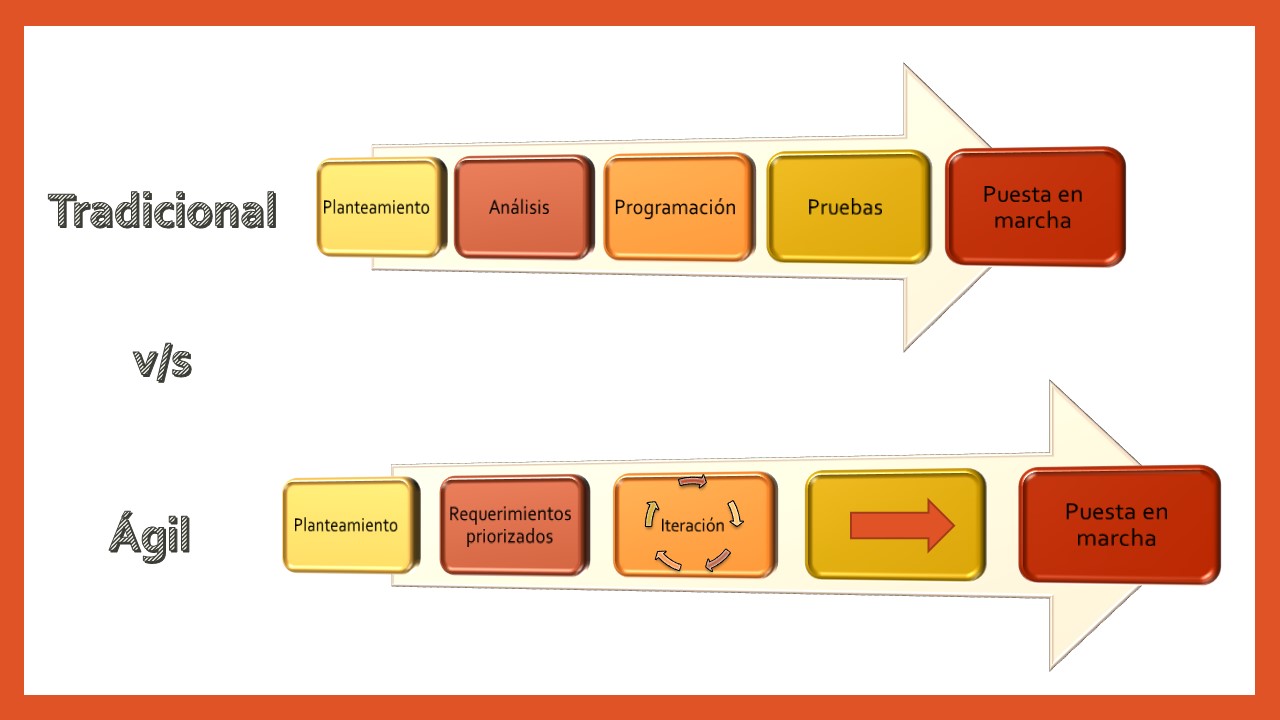 Tradicional
Planteamiento
Análisis
Programación
Pruebas
Puesta en
marcha
v/s
Ágil
Planteamiento
Requerimientos
priorizados
Iteración
Puesta en
marcha